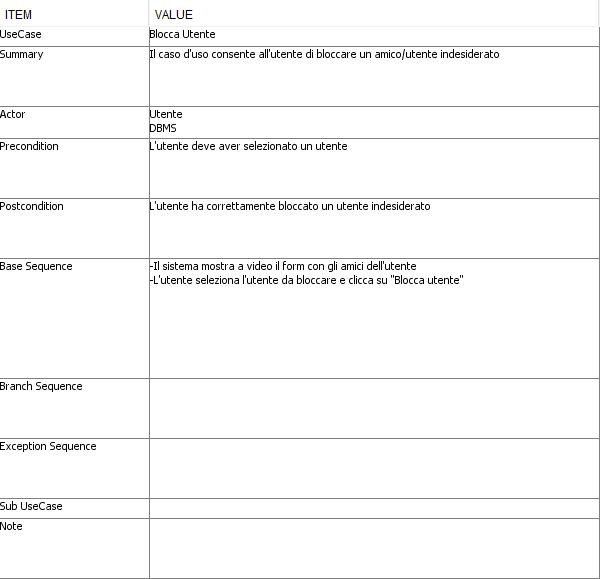 ITEM VALUE
UseCase Blocca Utente
Summary Il caso d'uso consente all'utente di bloccare un amico/utente indesiderato
Actor Utente
DBMS
Precondition L'utente deve aver selezionato un utente
Postcondition L'utente ha correttamente bloccato un utente indesiderato
Base Sequence -Il sistema mostra a video il form con gli amici dell'utente
-L'utente seleziona l'utente da bloccare e clicca su "Blocca utente"
Branch Sequence
Exception Sequence
Sub UseCase
Note